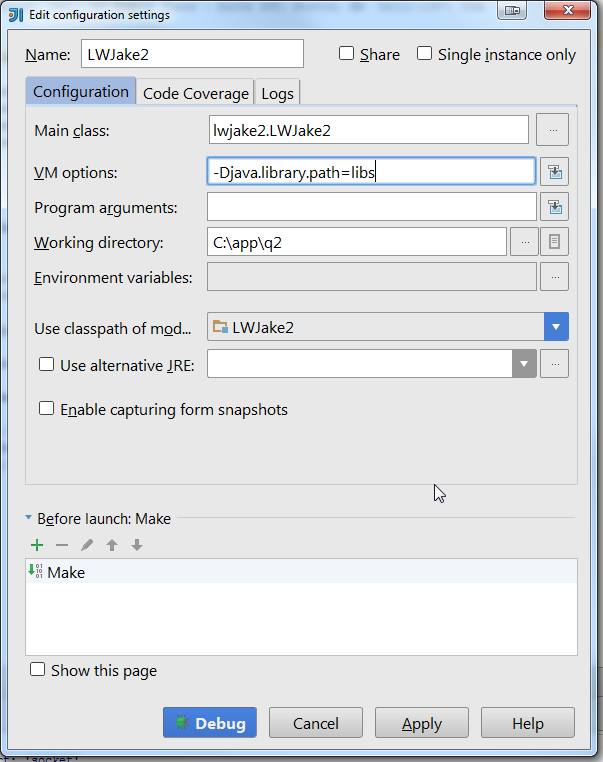 Edit configuration settings
Name: LWJake2 Share Single instance only
Configuration Code Coverage Logs
Main class: lwjake2.LWJake2 ...
VM options: -Djava.library.path=libs
Program arguments:
Working directory: C:\app\q2 ...
Environment variables: ...
Use classpath of mod... LWJake2
Use alternative JRE: ...
Enable capturing form snapshots
Before launch: Make
Make
Show this page
Debug Cancel Apply Help